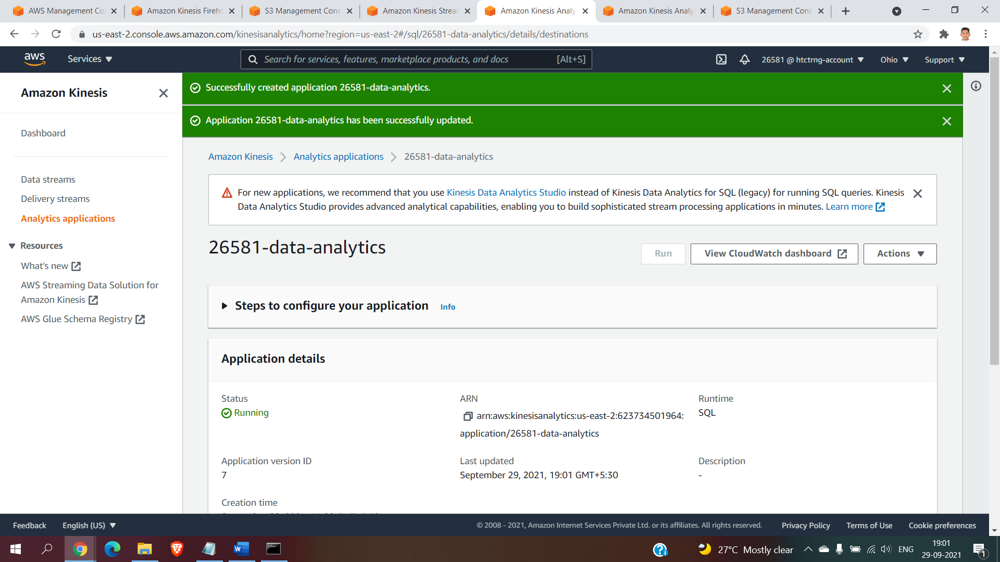 AWS Management Co
Amazon Kinesis Fireho
S3 Management Cons
Amazon Kinesis Strear
Amazon Kinesis Analy
Amazon Kinesis Analy
S3 Management Cons
us-east-2.console.aws.amazon.com/kinesisanalytics/home?region=us-east-2#/sql/26581-data-analytics/details/destinations
aws
Services
Search for services, features, marketplace products, and docs
[Alt+S]
26581 @ htctrng-account
Ohio
Support
Amazon Kinesis
Dashboard
Data streams
Delivery streams
Analytics applications
Resources
What's new
AWS Streaming Data Solution for
Amazon Kinesis
AWS Glue Schema Registry
Successfully created application 26581-data-analytics.
Application 26581-data-analytics has been successfully updated.
Amazon Kinesis
Analytics applications
26581-data-analytics
For new applications, we recommend that you use Kinesis Data Analytics Studio instead of Kinesis Data Analytics for SQL (legacy) for running SQL queries. Kinesis
Data Analytics Studio provides advanced analytical capabilities, enabling you to build sophisticated stream processing applications in minutes. Learn more
26581-data-analytics
Run
View CloudWatch dashboard
Actions
Steps to configure your application
Info
Application details
Status
Running
ARN
arn:aws:kinesisanalytics:us-east-2:623734501964:
application/26581-data-analytics
Runtime
SQL
Application version ID
7
Last updated
September 29, 2021, 19:01 GMT+5:30
Description
-
Creation time
Feedback
English (US)
© 2008 - 2021, Amazon Internet Services Private Ltd. or its affiliates. All rights reserved.
Privacy Policy
Terms of Use
Cookie preferences
27°C Mostly clear
ENG
19:01
29-09-2021
1